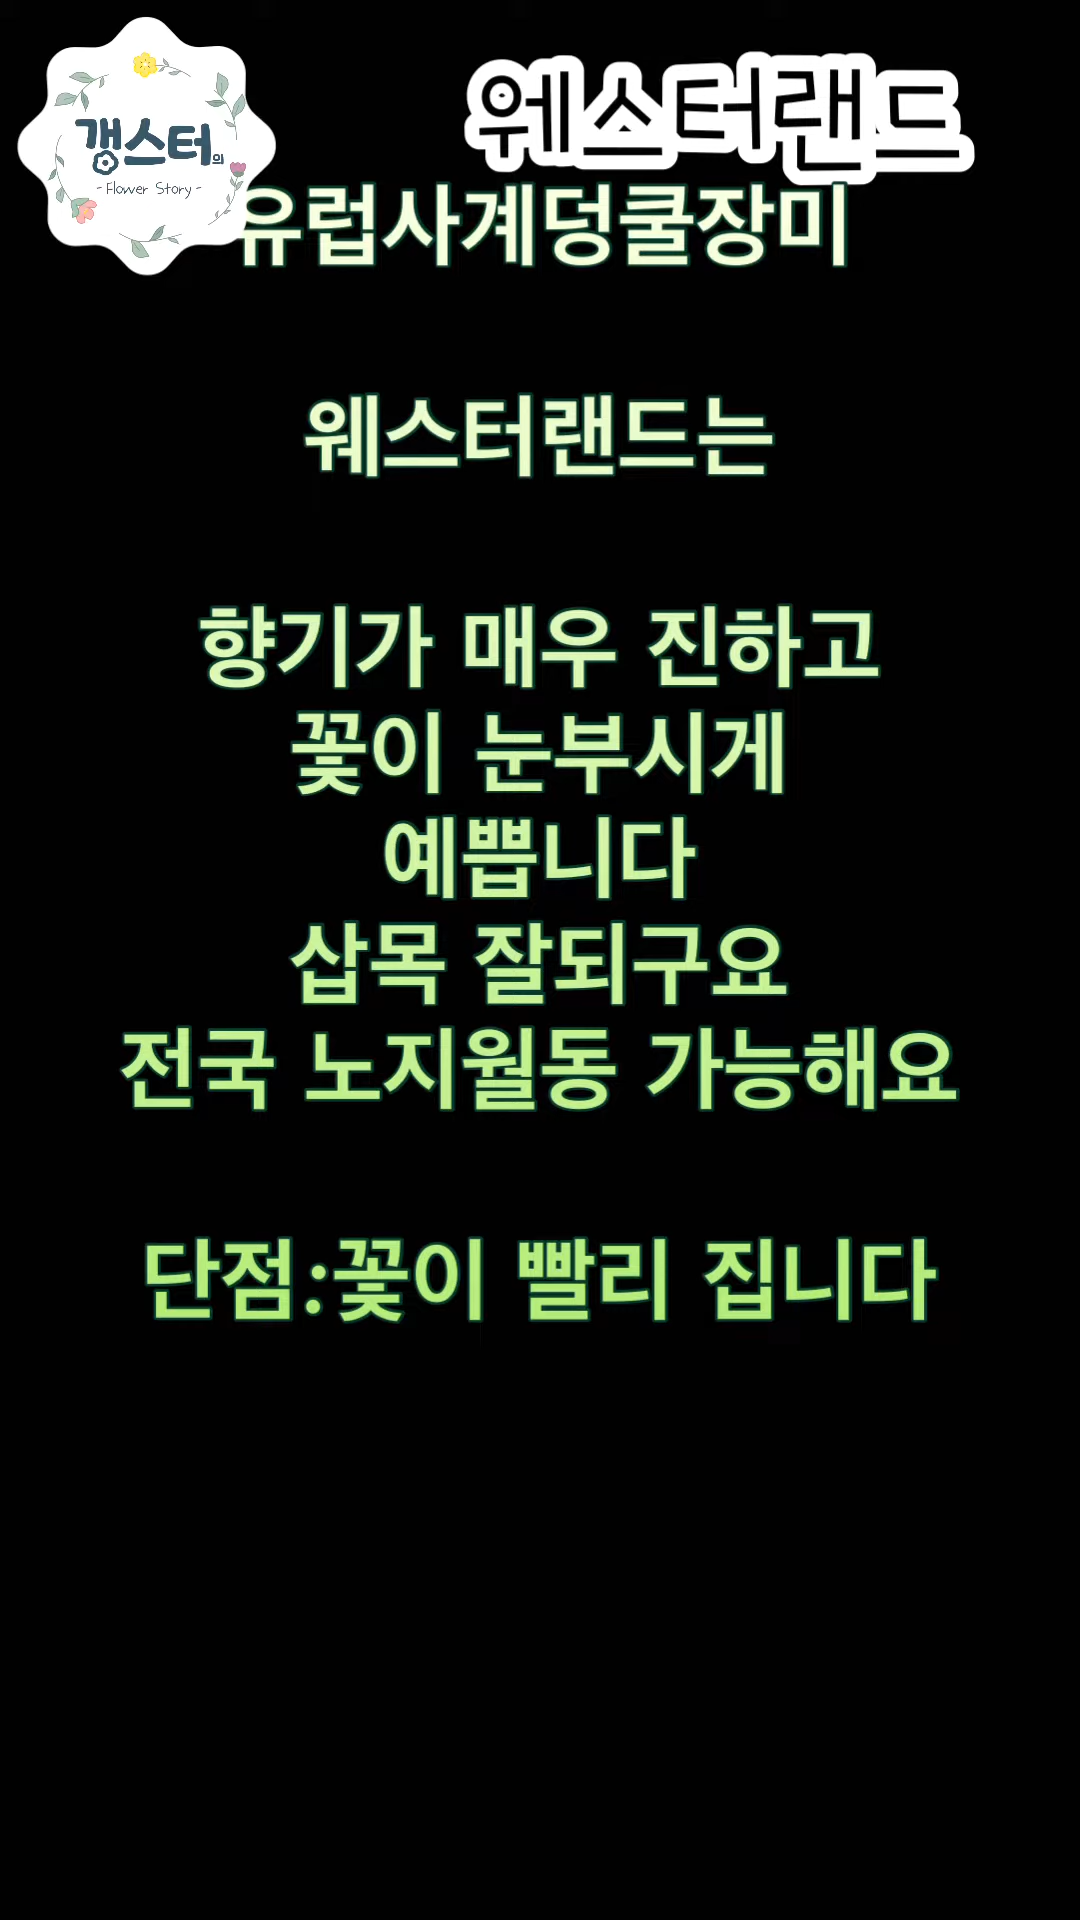 갱스터의
- Flower Story -
웨스터랜드
유럽사계덩쿨장미
웨스터랜드는
향기가 매우 진하고
꽃이 눈부시게
예쁩니다
삽목 잘되구요
전국 노지월동 가능해요
단점:꽃이 빨리 집니다